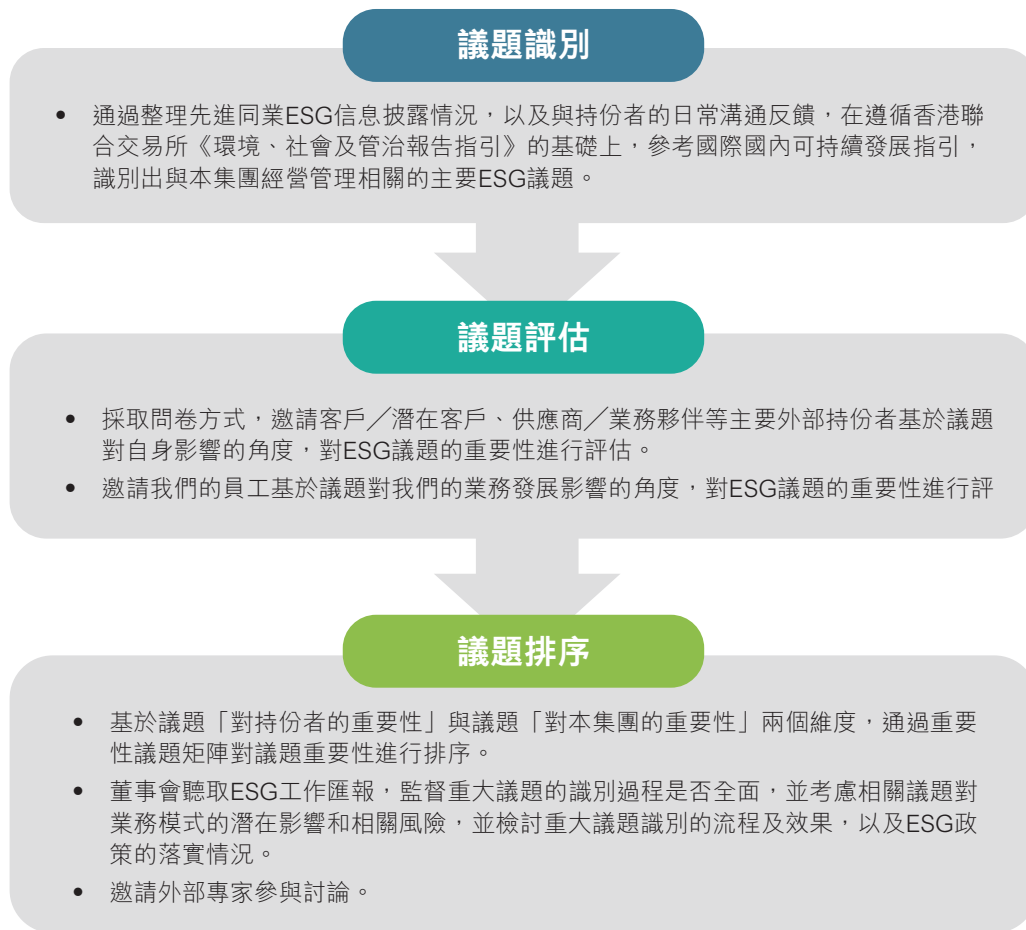 議題識別
• 通過整理先進同業ESG信息披露情況，以及與持份者的日常溝通反饋，在遵循香港聯
合交易所《環境、社會及管治報告指引》的基礎上，參考國際國內可持續發展指引，
識別出與本集團經營管理相關的主要ESG議題。
議題評估
• 採取問卷方式，邀請客戶／潛在客戶、供應商／業務夥伴等主要外部持份者基於議題
對自身影響的角度，對ESG議題的重要性進行評估。
• 邀請我們的員工基於議題對我們的業務發展影響的角度，對ESG議題的重要性進行評
議題排序
• 基於議題「對持份者的重要性」與議題「對本集團的重要性」兩個維度，通過重要
性議題矩陣對議題重要性進行排序。
• 董事會聽取ESG工作匯報，監督重大議題的識別過程是否全面，並考慮相關議題對
業務模式的潛在影響和相關風險，並檢討重大議題識別的流程及效果，以及ESG政
策的落實情況。
• 邀請外部專家參與討論。